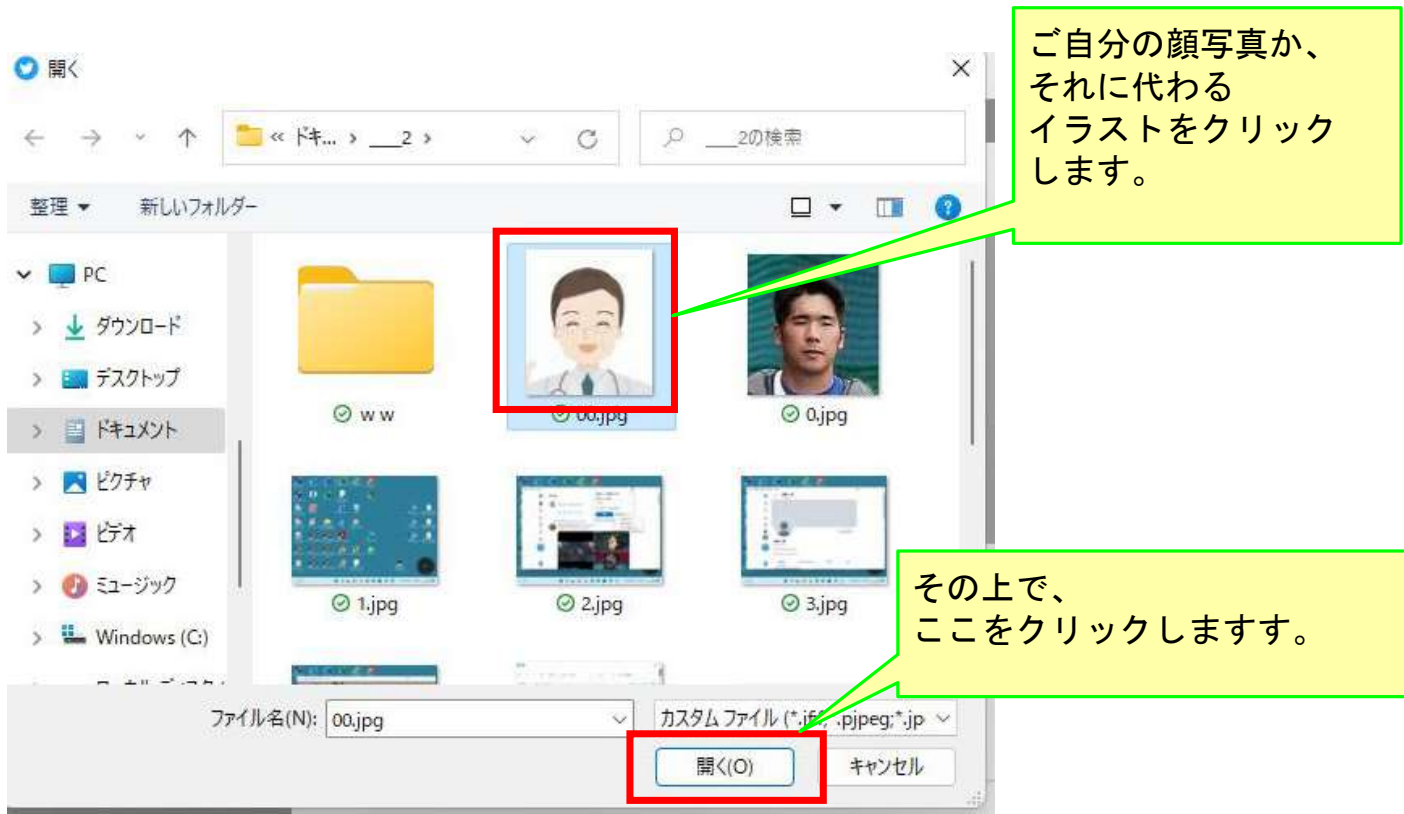 ご自分の顔写真か、
それに代わる
イラストをクリック
します。
開く
« ドキ... › ___2 ›
___2の検索
整理
新しいフォルダー
PC
ダウンロード
デスクトップ
ドキュメント
ピクチャ
ビデオ
ミュージック
Windows (C:)
w w
00.jpg
0.jpg
1.jpg
2.jpg
3.jpg
その上で、
ここをクリックしますす。
ファイル名(N):
00.jpg
カスタム ファイル (*.jfif;*.pjpeg;*.jp
開く(O)
キャンセル